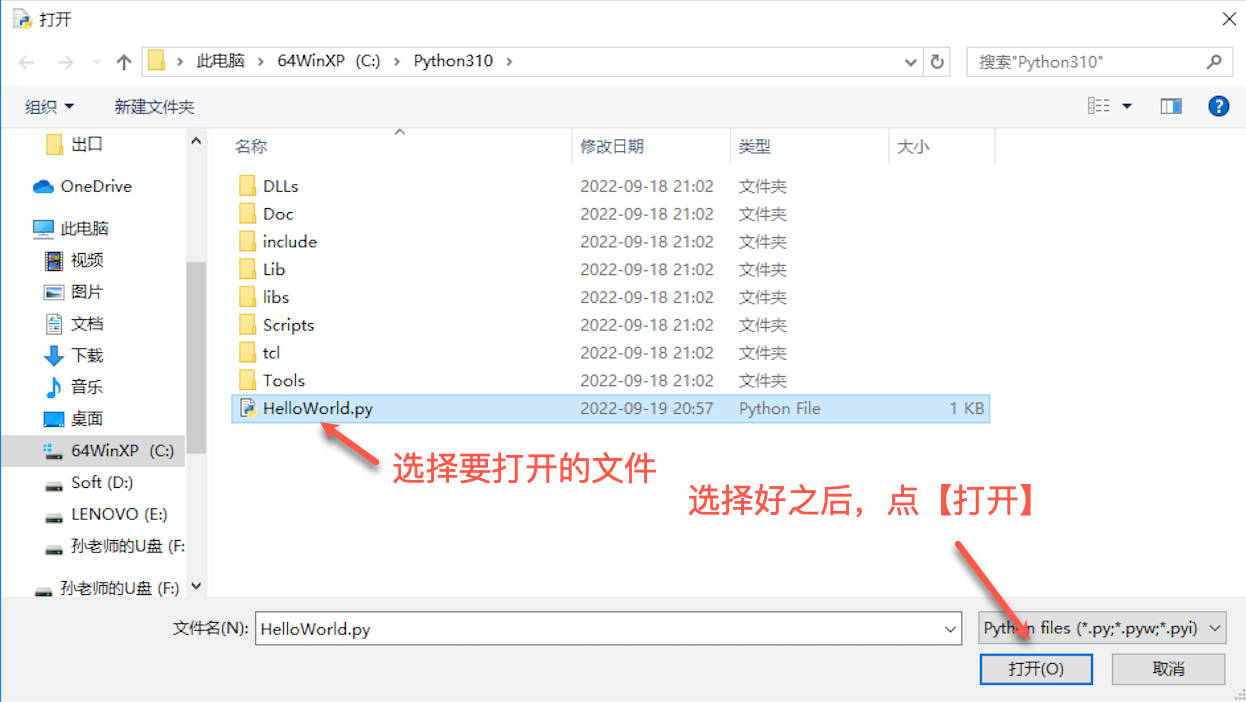 打开
此电脑 > 64WinXP (C:) > Python310 >
搜索"Python310"
组织 新建文件夹
名称 修改日期 类型 大小
出口
OneDrive
此电脑
视频
图片
文档
下载
音乐
桌面
64WinXP (C:)
Soft (D:)
LENOVO (E:)
孙老师的U盘 (F:
孙老师的U盘 (F:)
DLLs 2022-09-18 21:02 文件夹
Doc 2022-09-18 21:02 文件夹
include 2022-09-18 21:02 文件夹
Lib 2022-09-18 21:02 文件夹
libs 2022-09-18 21:02 文件夹
Scripts 2022-09-18 21:02 文件夹
tcl 2022-09-18 21:02 文件夹
Tools 2022-09-18 21:02 文件夹
HelloWorld.py 2022-09-19 20:57 Python File 1 KB
选择要打开的文件
选择好之后，点【打开】
文件名(N): HelloWorld.py
Python files (*.py;*.pyw;*.pyi)
打开(O) 取消